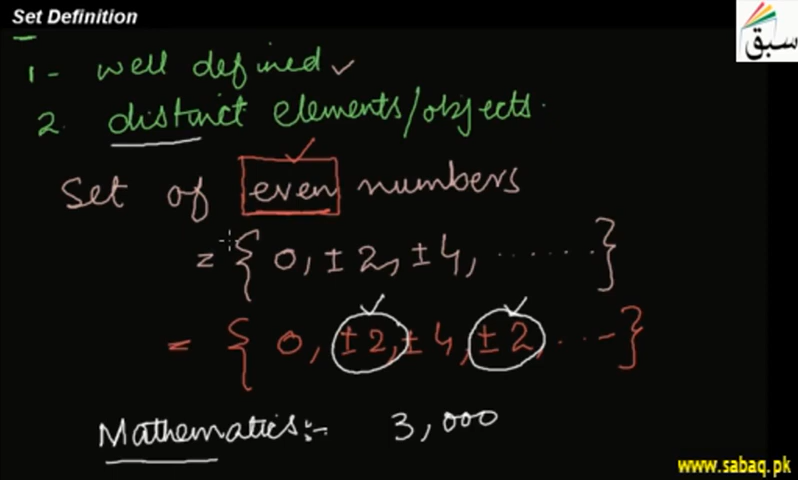 Set Definition
سبق
1- well defined
2. distinct elements/objects.
Set of even numbers
= { 0, ±2, ±4, ....... }
= { 0, ±2, ±4, ±2, ...- }
Mathematics:- 3,000
www.sabaq.pk